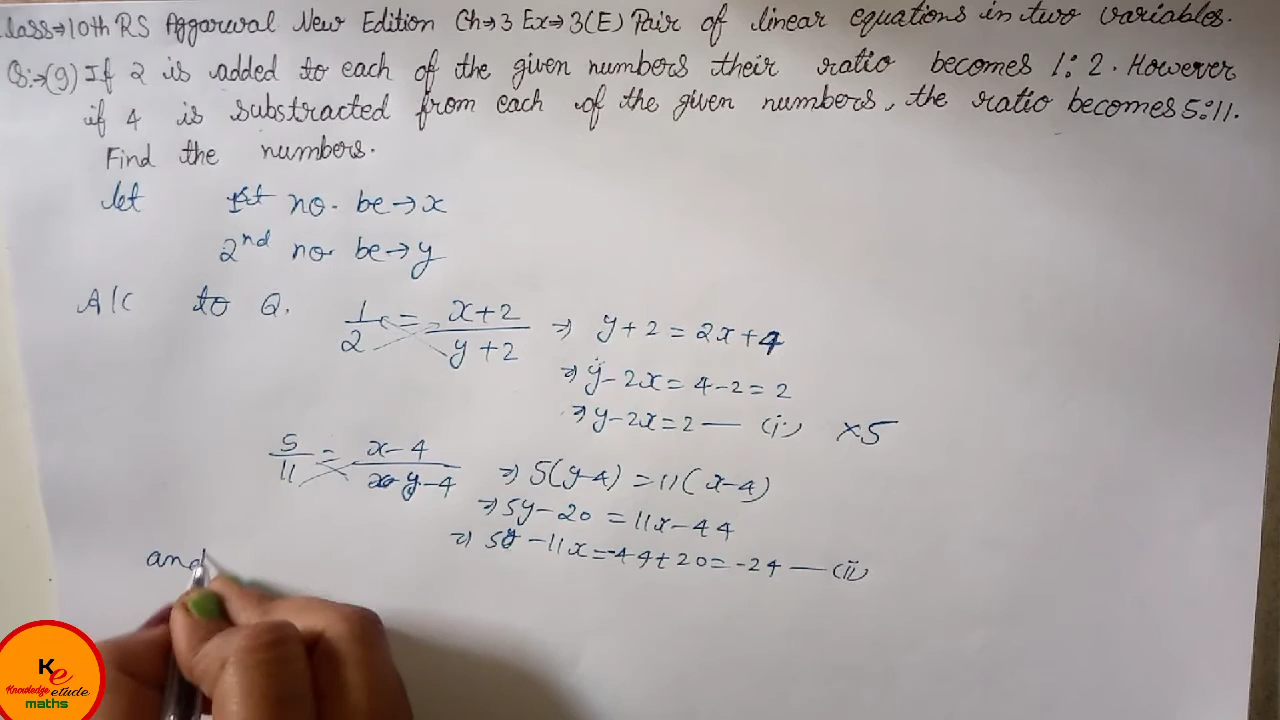 Class→10th RS Aggarwal New Edition Ch→3 Ex→3(E) Pair of linear equations in two variables.
Q:→(9) If 2 is added to each of the given numbers their ratio becomes 1:2. However
if 4 is substracted from each of the given numbers, the ratio becomes 5:11.
Find the numbers.
let 1st no. be→x
2nd no. be→y
A/C to Q. 1/2 = x+2/y+2 ⇒ y+2 = 2x+4
⇒ y-2x = 4-2 = 2
⇒ y-2x = 2 — (i) ×5
5/11 = x-4/y-4 ⇒ 5(y-4) = 11(x-4)
⇒ 5y-20 = 11x-44
⇒ 5y-11x = -44+20 = -24 — (ii)
and
Ke
Knowledge etude
maths